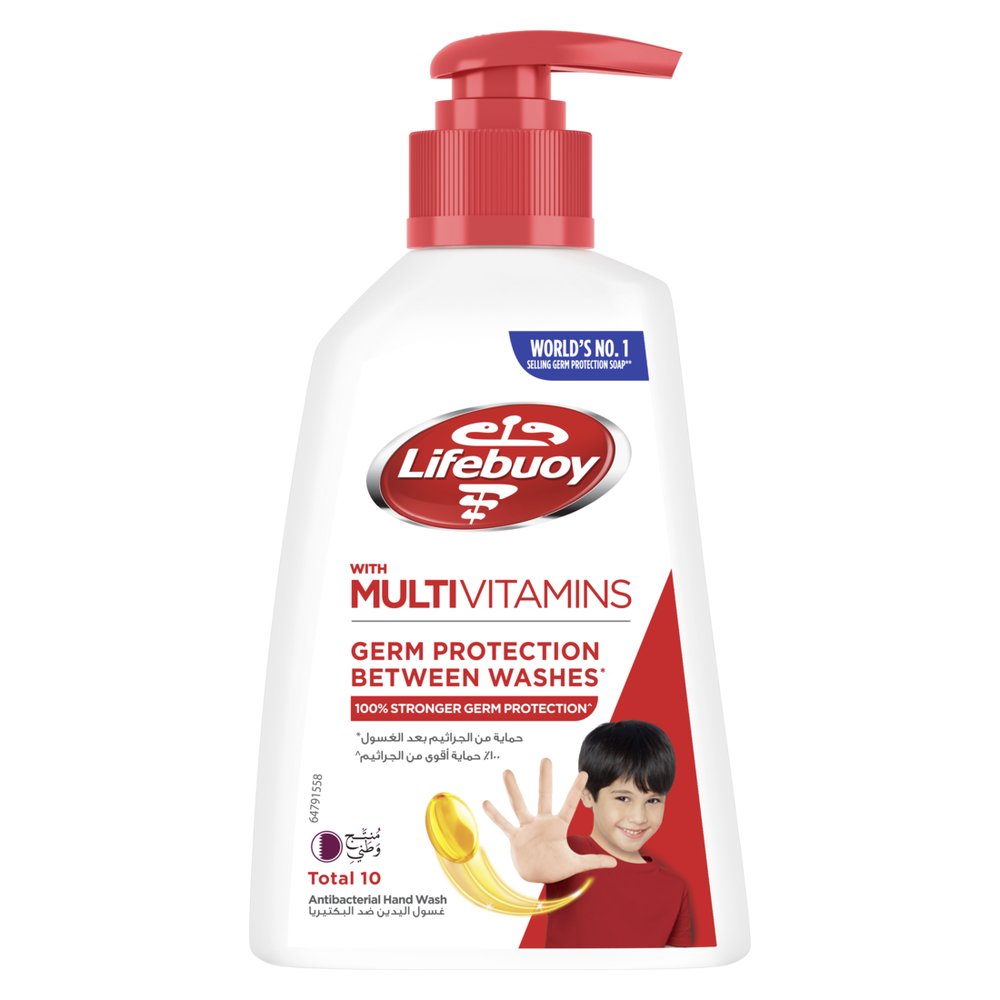 WORLD'S NO. 1
SELLING GERM PROTECTION SOAP**
Lifebuoy
WITH
MULTIVITAMINS
GERM PROTECTION
BETWEEN WASHES*
100% STRONGER GERM PROTECTION^
حماية من الجراثيم بعد الغسول*
١٠٠٪ حماية أقوى من الجراثيم^
64791558
مُنتَج
وَطَني
Total 10
Antibacterial Hand Wash
غسول اليدين ضد البكتيريا